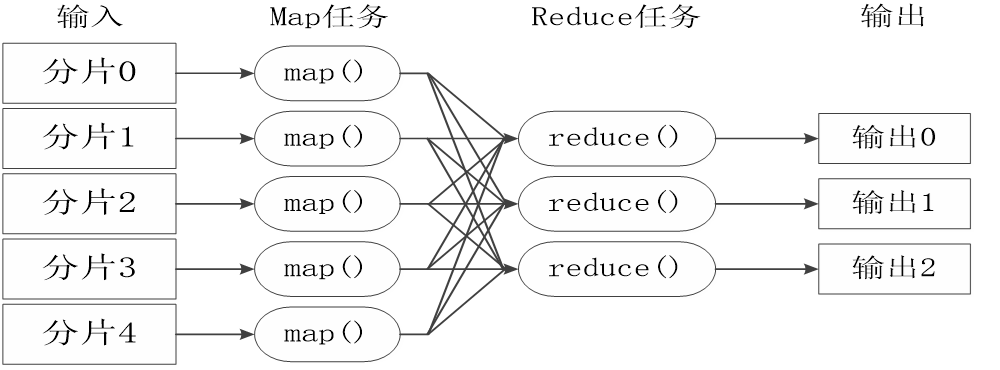 输入 Map任务 Reduce任务 输出
分片0 map()
分片1 map() reduce() 输出0
分片2 map() reduce() 输出1
分片3 map() reduce() 输出2
分片4 map()